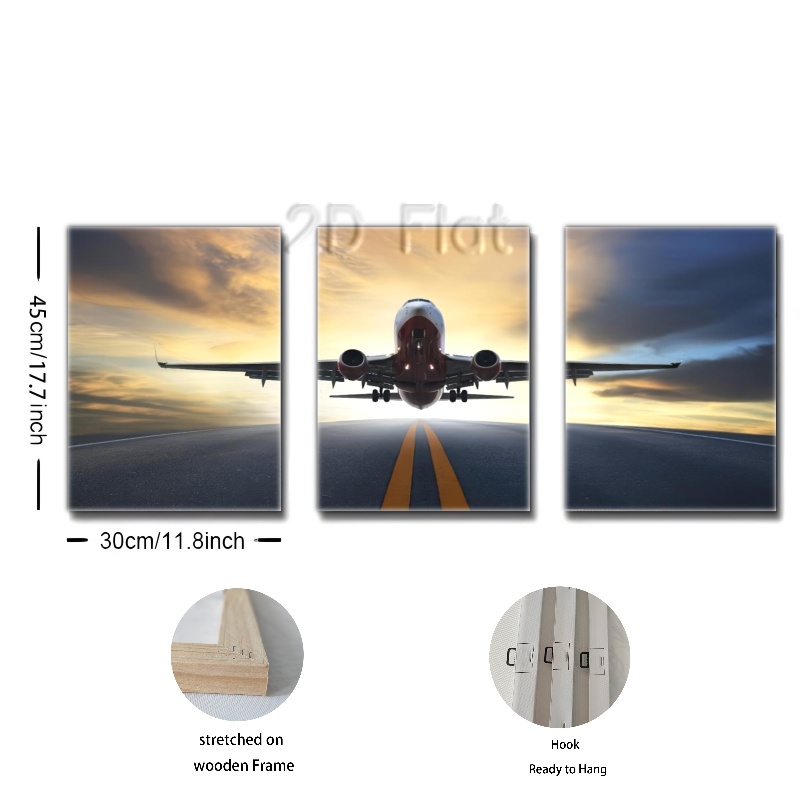 2D Flat
45cm/17.7inch
30cm/11.8inch
stretched on
wooden Frame
Hook
Ready to Hang